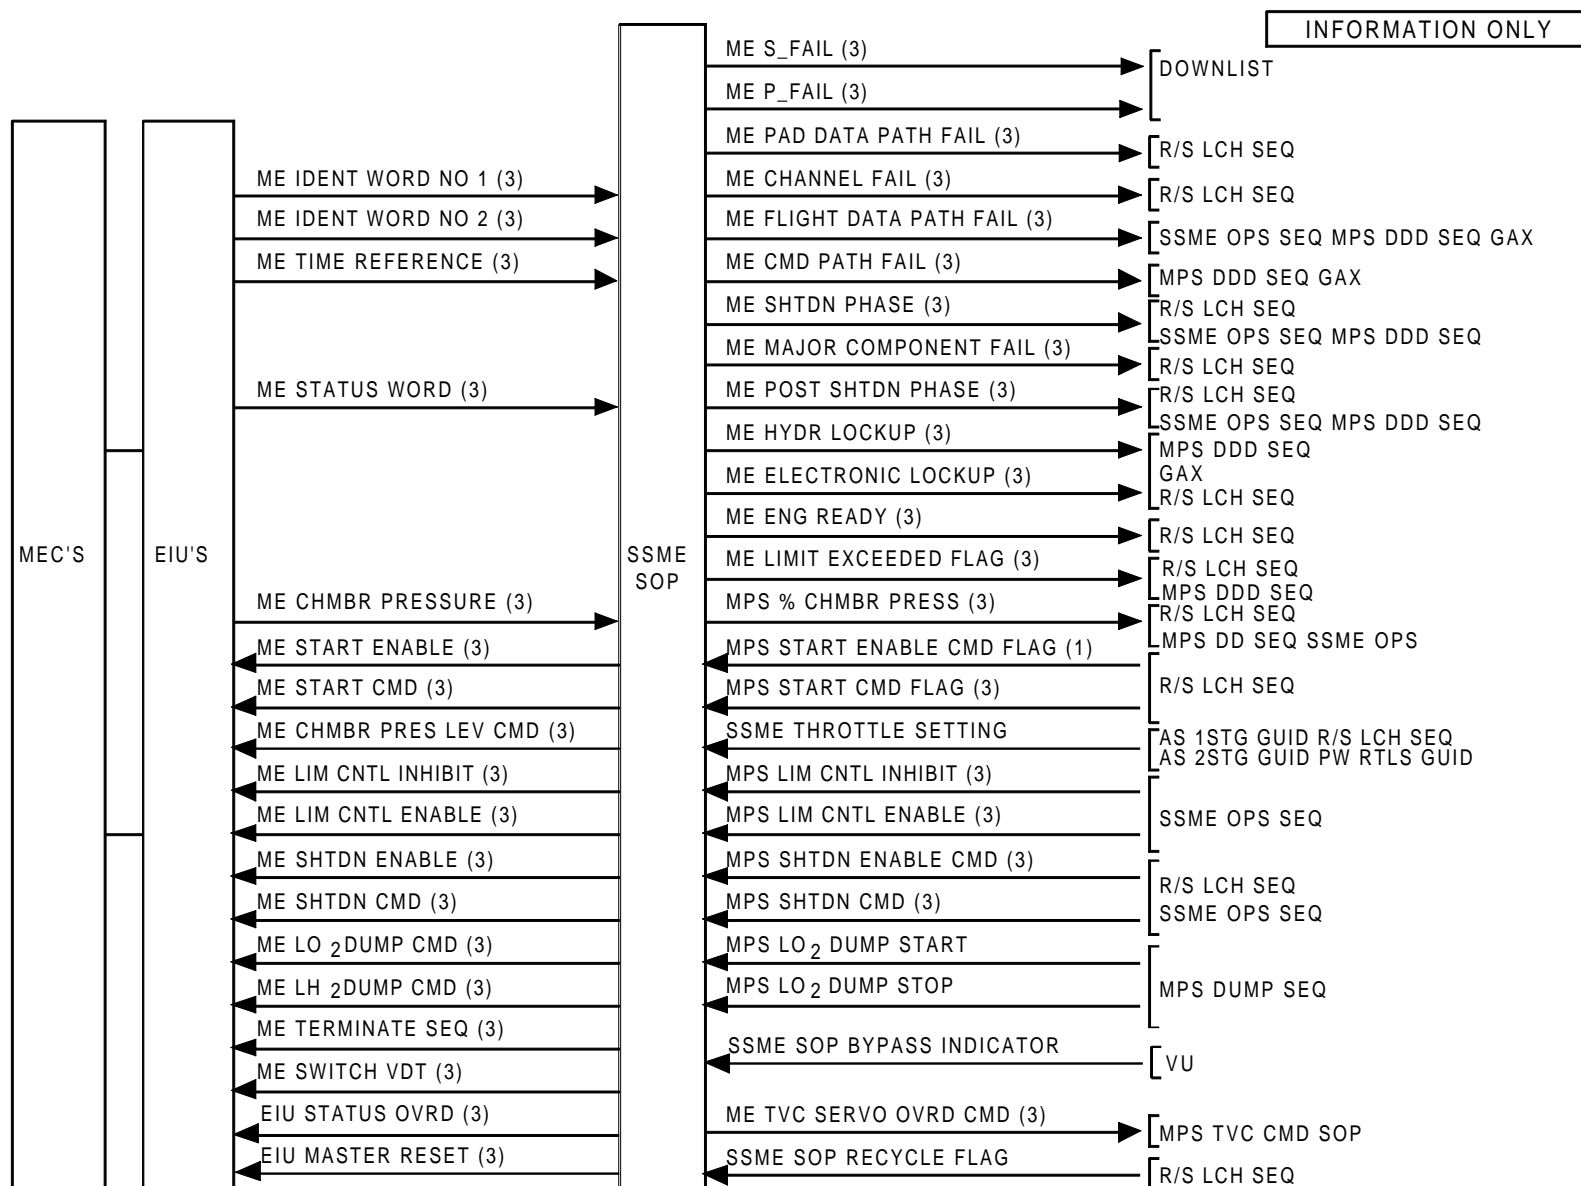 INFORMATION ONLY
ME S_FAIL (3)
DOWNLIST
ME P_FAIL (3)
ME PAD DATA PATH FAIL (3)
R/S LCH SEQ
ME IDENT WORD NO 1 (3)
ME CHANNEL FAIL (3)
R/S LCH SEQ
ME IDENT WORD NO 2 (3)
ME FLIGHT DATA PATH FAIL (3)
SSME OPS SEQ MPS DDD SEQ GAX
ME TIME REFERENCE (3)
ME CMD PATH FAIL (3)
MPS DDD SEQ GAX
ME SHTDN PHASE (3)
R/S LCH SEQ
SSME OPS SEQ MPS DDD SEQ
ME MAJOR COMPONENT FAIL (3)
R/S LCH SEQ
ME STATUS WORD (3)
ME POST SHTDN PHASE (3)
R/S LCH SEQ
SSME OPS SEQ MPS DDD SEQ
ME HYDR LOCKUP (3)
MPS DDD SEQ
GAX
ME ELECTRONIC LOCKUP (3)
R/S LCH SEQ
ME ENG READY (3)
R/S LCH SEQ
MEC'S
EIU'S
SSME
SOP
ME LIMIT EXCEEDED FLAG (3)
R/S LCH SEQ
MPS DDD SEQ
ME CHMBR PRESSURE (3)
MPS % CHMBR PRESS (3)
R/S LCH SEQ
MPS DD SEQ SSME OPS
ME START ENABLE (3)
MPS START ENABLE CMD FLAG (1)
ME START CMD (3)
MPS START CMD FLAG (3)
R/S LCH SEQ
ME CHMBR PRES LEV CMD (3)
SSME THROTTLE SETTING
AS 1STG GUID R/S LCH SEQ
AS 2STG GUID PW RTLS GUID
ME LIM CNTL INHIBIT (3)
MPS LIM CNTL INHIBIT (3)
ME LIM CNTL ENABLE (3)
MPS LIM CNTL ENABLE (3)
SSME OPS SEQ
ME SHTDN ENABLE (3)
MPS SHTDN ENABLE CMD (3)
R/S LCH SEQ
SSME OPS SEQ
ME SHTDN CMD (3)
MPS SHTDN CMD (3)
ME LO 2DUMP CMD (3)
MPS LO2 DUMP START
ME LH 2DUMP CMD (3)
MPS LO2 DUMP STOP
MPS DUMP SEQ
ME TERMINATE SEQ (3)
SSME SOP BYPASS INDICATOR
VU
ME SWITCH VDT (3)
EIU STATUS OVRD (3)
ME TVC SERVO OVRD CMD (3)
MPS TVC CMD SOP
EIU MASTER RESET (3)
SSME SOP RECYCLE FLAG
R/S LCH SEQ